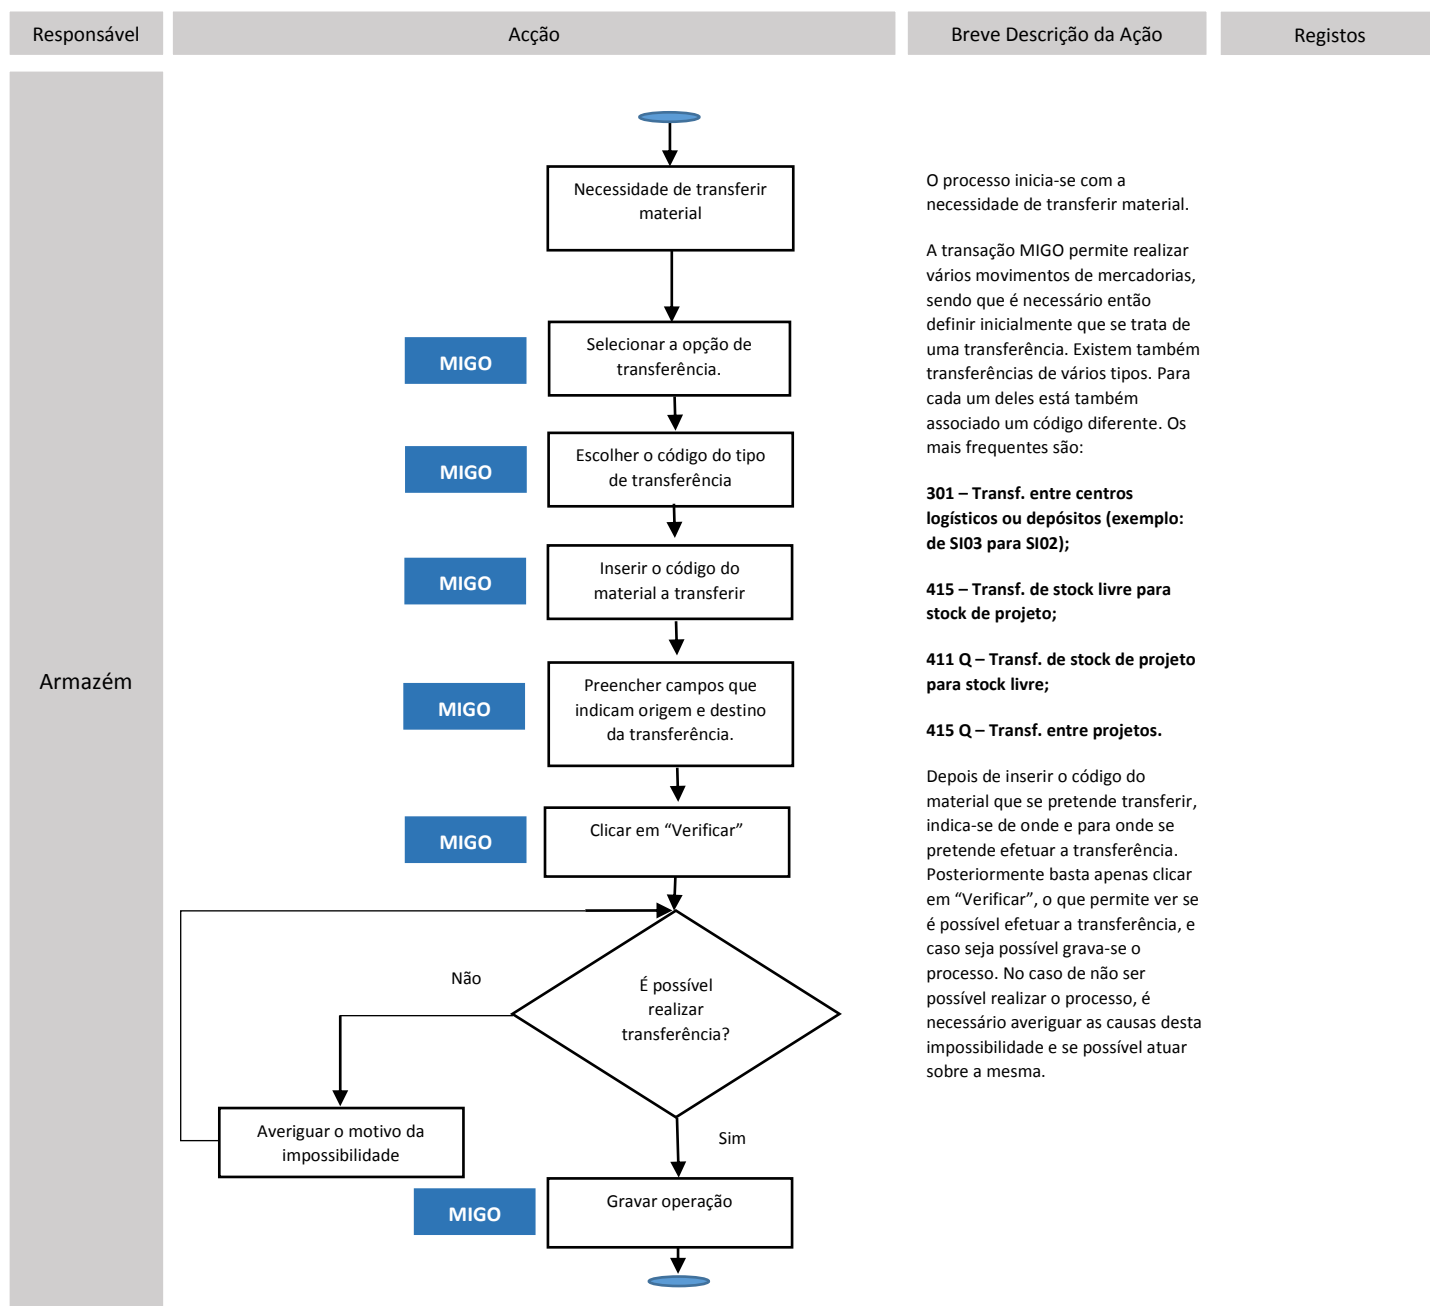 Responsável
Acção
Breve Descrição da Ação
Registos
Armazém
Necessidade de transferir
material
MIGO
Selecionar a opção de
transferência.
MIGO
Escolher o código do tipo
de transferência
MIGO
Inserir o código do
material a transferir
MIGO
Preencher campos que
indicam origem e destino
da transferência.
MIGO
Clicar em “Verificar”
É possível
realizar
transferência?
Não
Averiguar o motivo da
impossibilidade
Sim
MIGO
Gravar operação
O processo inicia-se com a
necessidade de transferir material.
A transação MIGO permite realizar
vários movimentos de mercadorias,
sendo que é necessário então
definir inicialmente que se trata de
uma transferência. Existem também
transferências de vários tipos. Para
cada um deles está também
associado um código diferente. Os
mais frequentes são:
301 – Transf. entre centros
logísticos ou depósitos (exemplo:
de SI03 para SI02);
415 – Transf. de stock livre para
stock de projeto;
411 Q – Transf. de stock de projeto
para stock livre;
415 Q – Transf. entre projetos.
Depois de inserir o código do
material que se pretende transferir,
indica-se de onde e para onde se
pretende efetuar a transferência.
Posteriormente basta apenas clicar
em “Verificar”, o que permite ver se
é possível efetuar a transferência, e
caso seja possível grava-se o
processo. No caso de não ser
possível realizar o processo, é
necessário averiguar as causas desta
impossibilidade e se possível atuar
sobre a mesma.